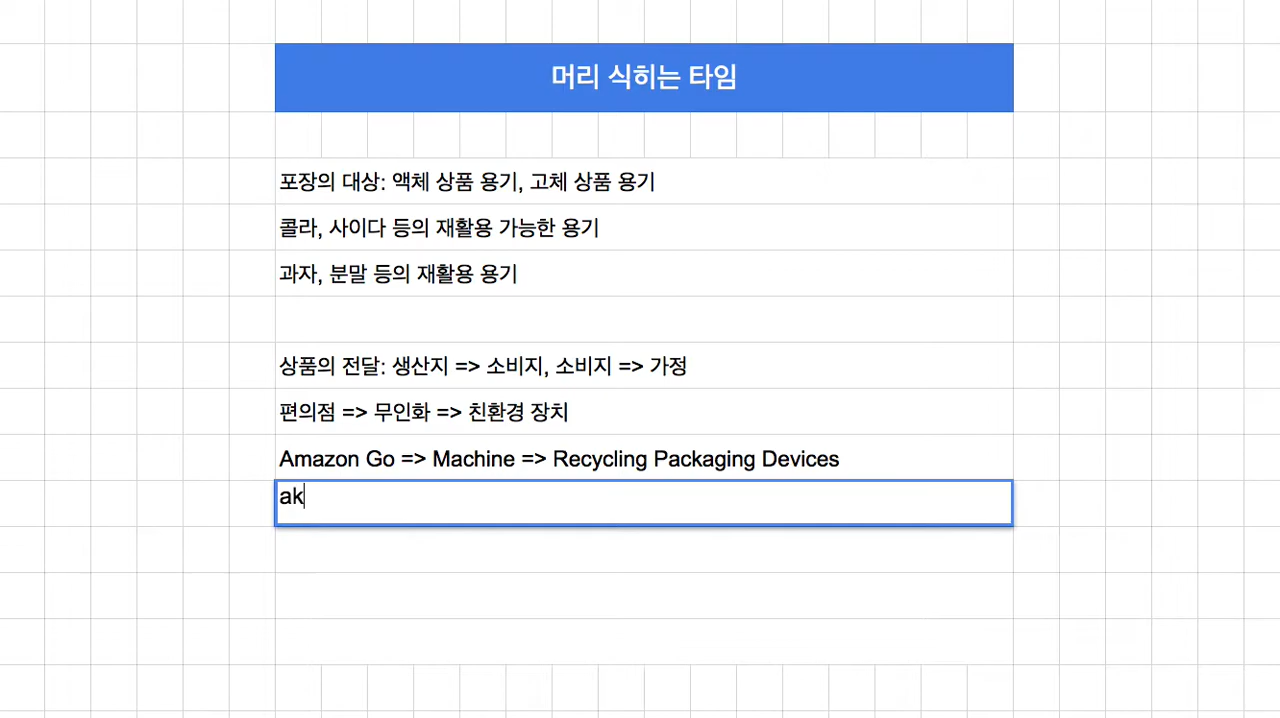 머리 식히는 타임
포장의 대상: 액체 상품 용기, 고체 상품 용기
콜라, 사이다 등의 재활용 가능한 용기
과자, 분말 등의 재활용 용기
상품의 전달: 생산지 => 소비지, 소비지 => 가정
편의점 => 무인화 => 친환경 장치
Amazon Go => Machine => Recycling Packaging Devices
ak